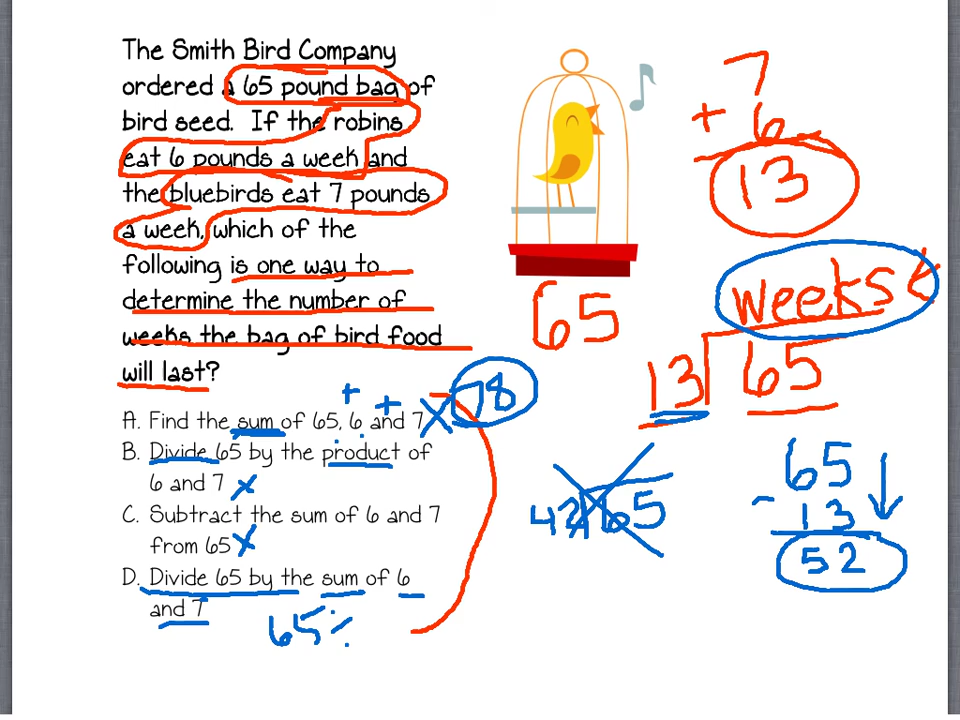 The Smith Bird Company
ordered a 65 pound bag of
bird seed. If the robins
eat 6 pounds a week and
the bluebirds eat 7 pounds
a week, which of the
following is one way to
determine the number of
weeks the bag of bird food
will last?
A. Find the sum of 65, 6 and 7
B. Divide 65 by the product of
6 and 7
C. Subtract the sum of 6 and 7
from 65
D. Divide 65 by the sum of 6
and 7
65 ÷
+ +
X 78
X
X
7
+ 6
13
65
weeks
13 65
42 65
65
- 13
52